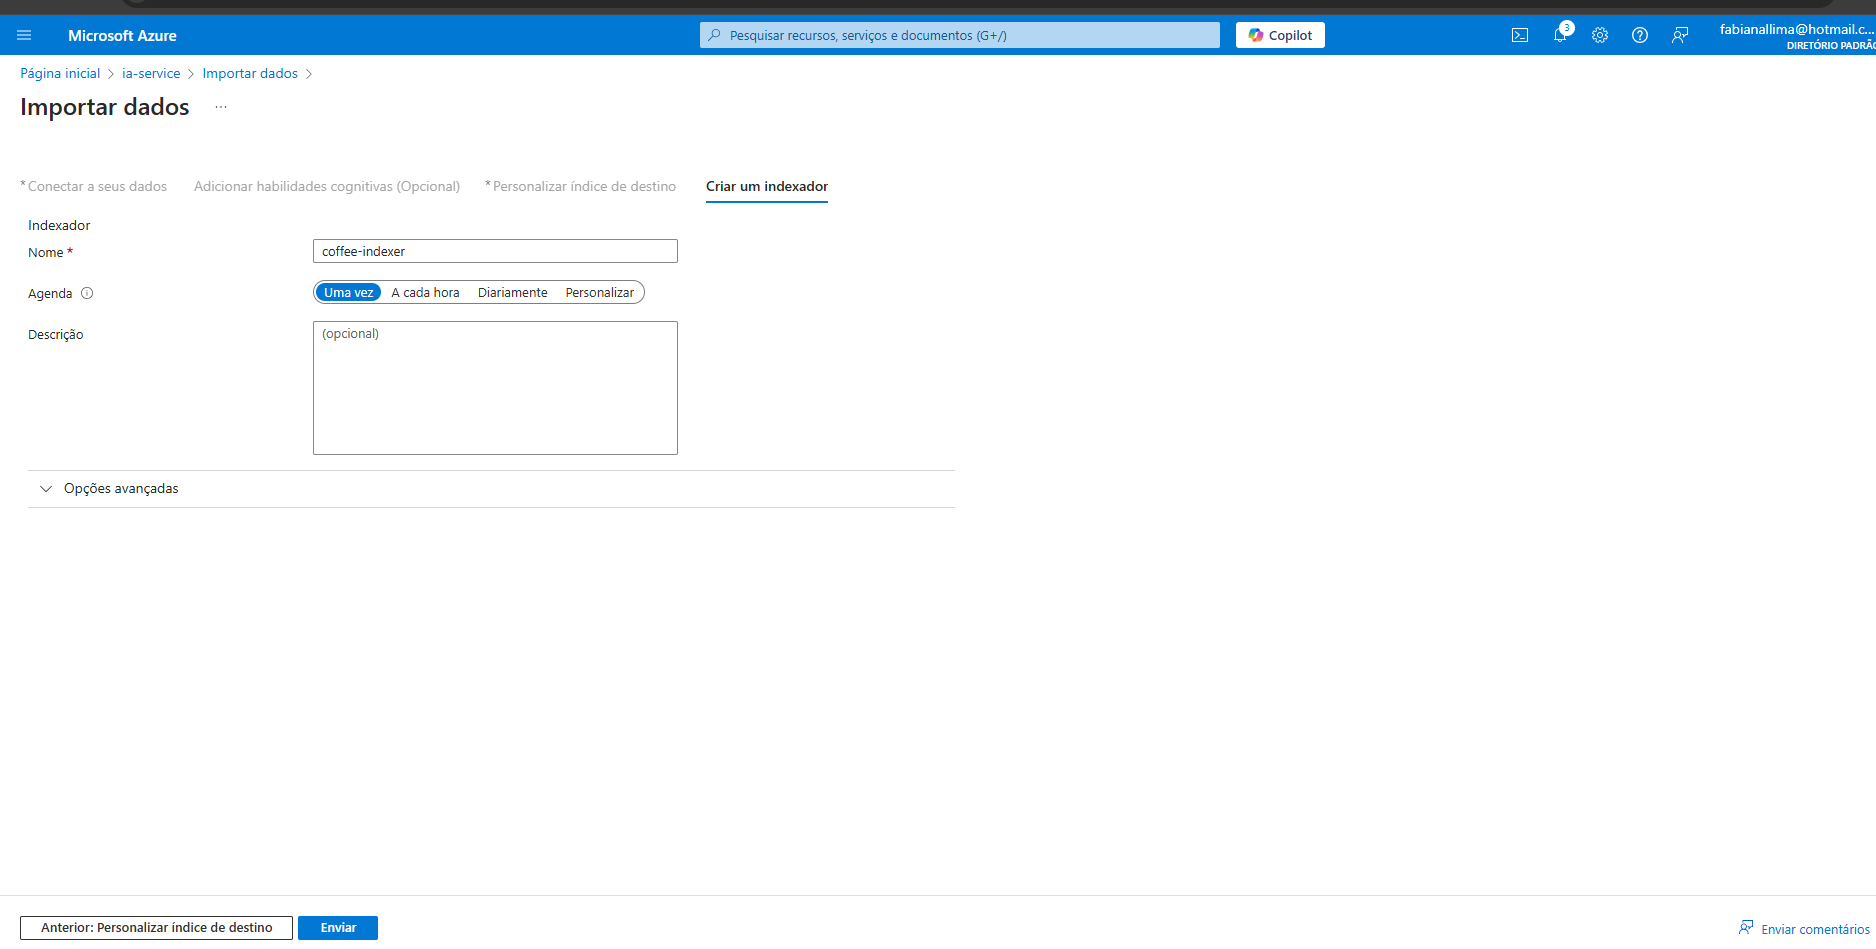 Microsoft Azure
Pesquisar recursos, serviços e documentos (G+/)
Copilot
3
fabianallima@hotmail.c...
DIRETÓRIO PADRÃO
Página inicial > ia-service > Importar dados >
Importar dados ...
* Conectar a seus dados Adicionar habilidades cognitivas (Opcional) * Personalizar índice de destino Criar um indexador
Indexador
Nome * coffee-indexer
Agenda Uma vez A cada hora Diariamente Personalizar
Descrição (opcional)
Opções avançadas
Anterior: Personalizar índice de destino Enviar Enviar comentários